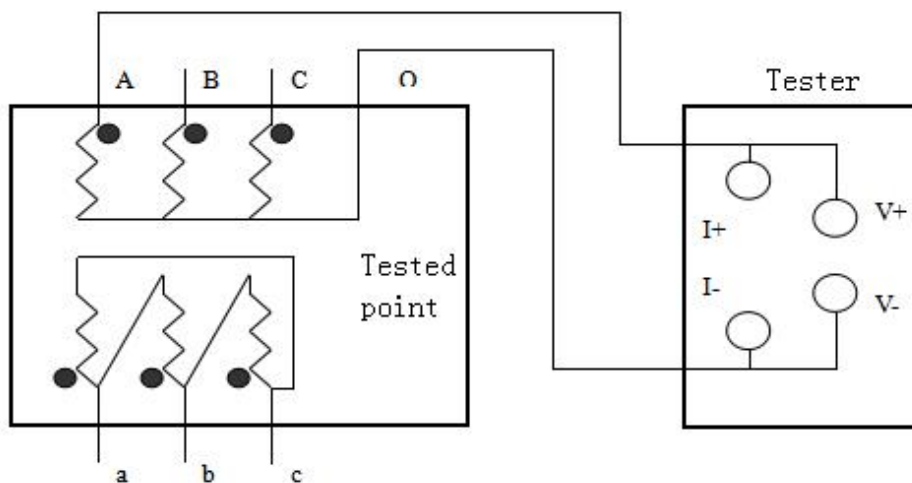 A B C O
Tester
I+ V+
I- V-
Tested
point
a b c